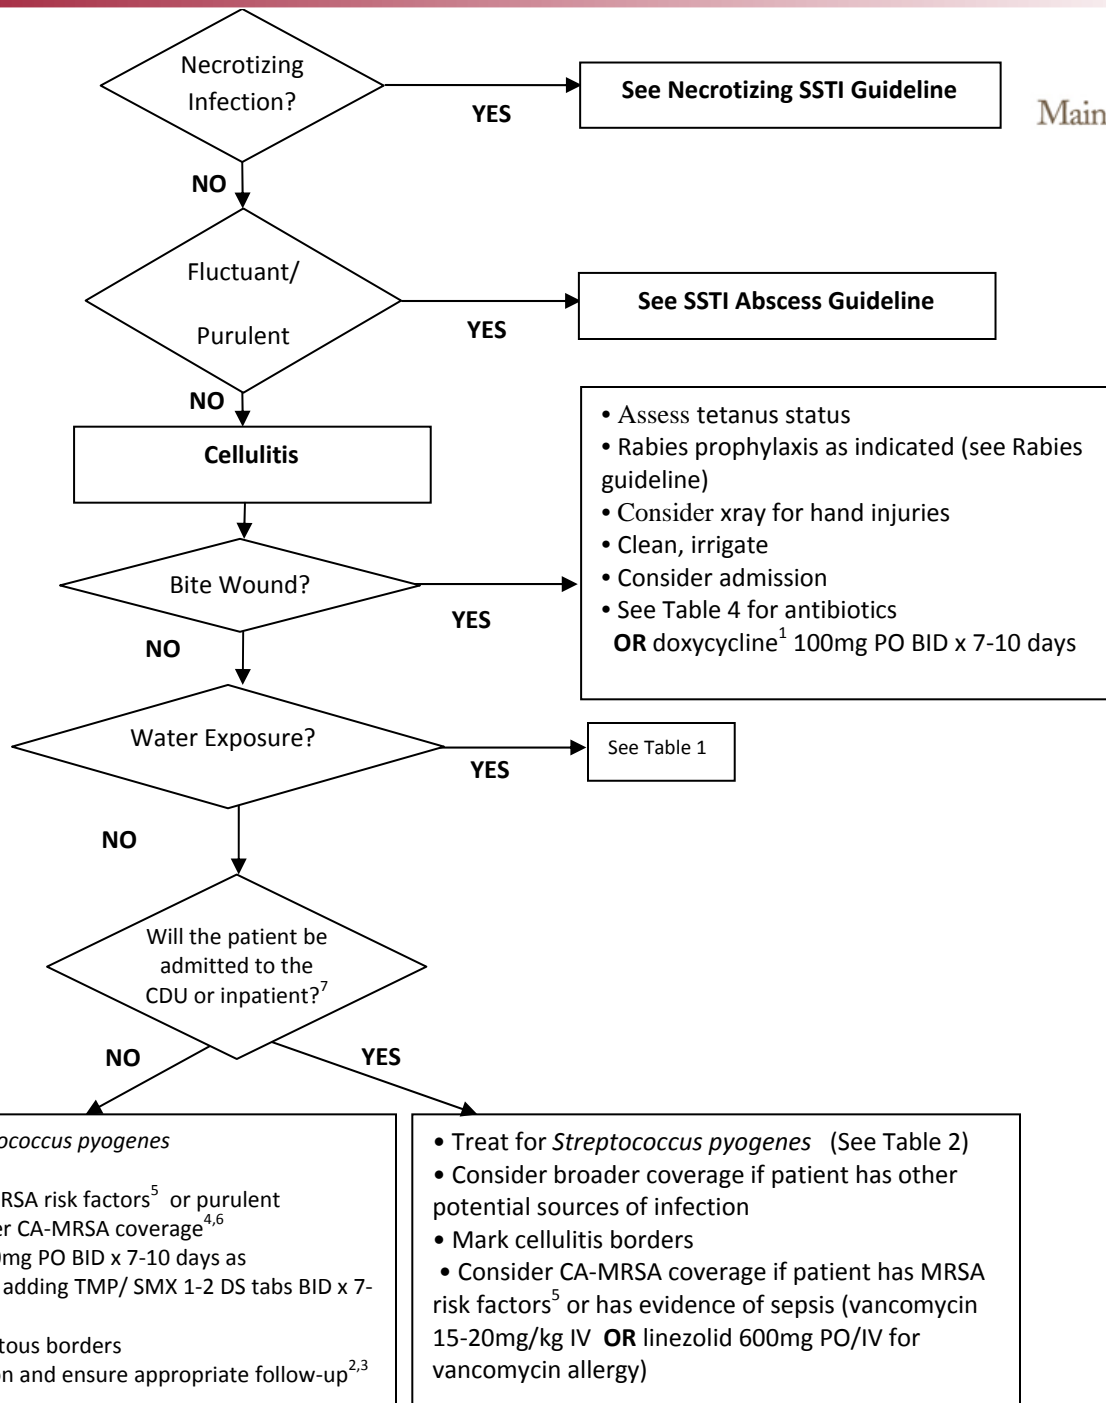 Necrotizing
Infection?
YES
See Necrotizing SSTI Guideline
Main
NO
Fluctuant/
Purulent
YES
See SSTI Abscess Guideline
NO
Cellulitis
• Assess tetanus status
• Rabies prophylaxis as indicated (see Rabies
guideline)
• Consider xray for hand injuries
• Clean, irrigate
• Consider admission
• See Table 4 for antibiotics
OR doxycycline1 100mg PO BID x 7-10 days
Bite Wound?
YES
NO
Water Exposure?
YES
See Table 1
NO
Will the patient be
admitted to the
CDU or inpatient?7
NO
YES
ococcus pyogenes
RSA risk factors5 or purulent
er CA-MRSA coverage4,6
0mg PO BID x 7-10 days as
adding TMP/ SMX 1-2 DS tabs BID x 7-
tous borders
on and ensure appropriate follow-up2,3
• Treat for Streptococcus pyogenes (See Table 2)
• Consider broader coverage if patient has other
potential sources of infection
• Mark cellulitis borders
• Consider CA-MRSA coverage if patient has MRSA
risk factors5 or has evidence of sepsis (vancomycin
15-20mg/kg IV OR linezolid 600mg PO/IV for
vancomycin allergy)